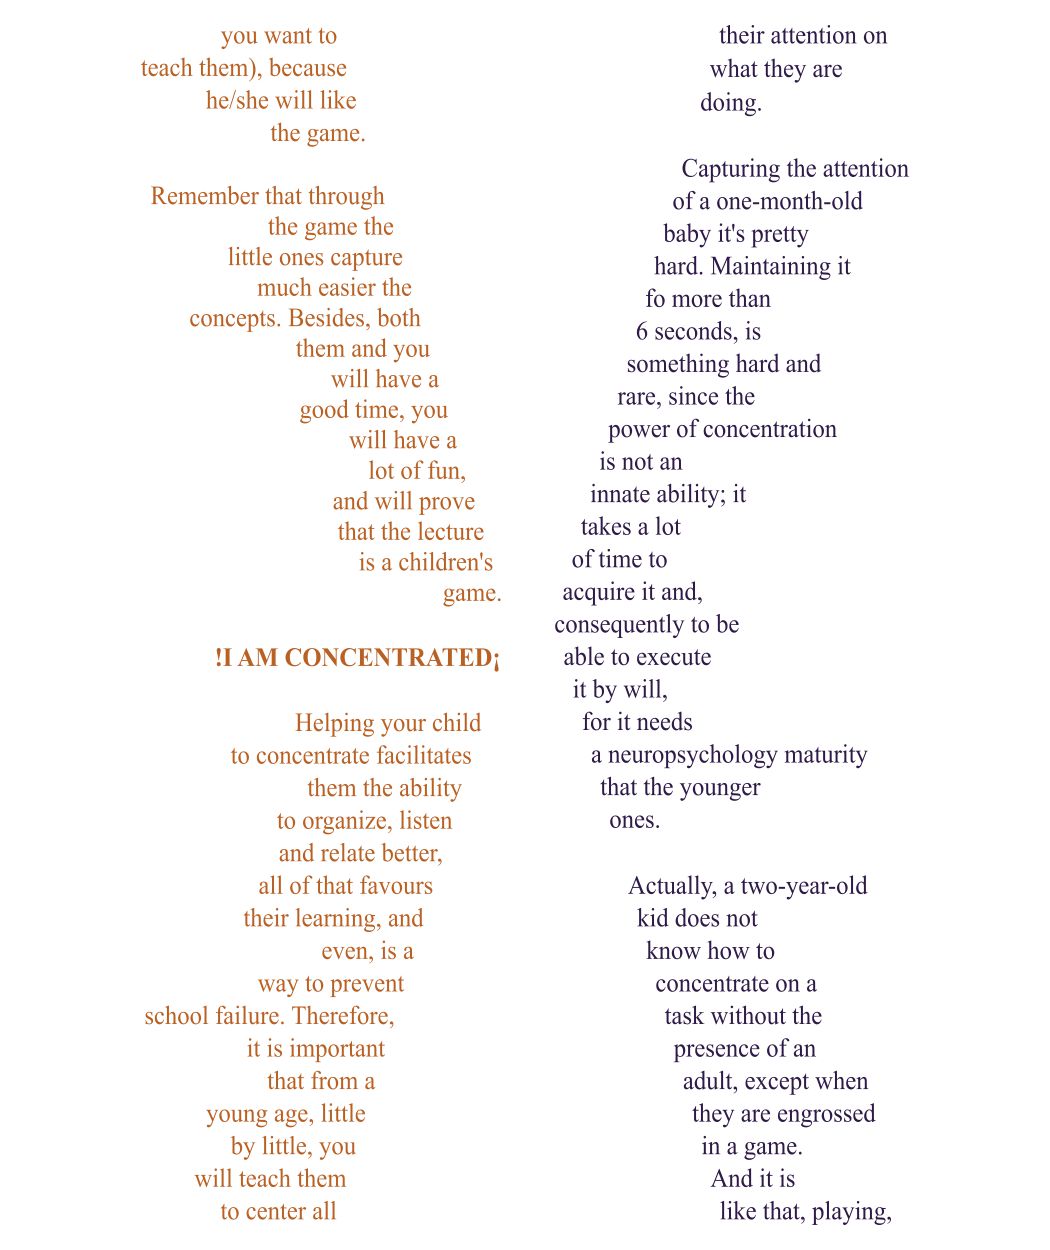 you want to
teach them), because
he/she will like
the game.
Remember that through
the game the
little ones capture
much easier the
concepts. Besides, both
them and you
will have a
good time, you
will have a
lot of fun,
and will prove
that the lecture
is a children's
game.
!I AM CONCENTRATED¡
Helping your child
to concentrate facilitates
them the ability
to organize, listen
and relate better,
all of that favours
their learning, and
even, is a
way to prevent
school failure. Therefore,
it is important
that from a
young age, little
by little, you
will teach them
to center all
their attention on
what they are
doing.
Capturing the attention
of a one-month-old
baby it's pretty
hard. Maintaining it
fo more than
6 seconds, is
something hard and
rare, since the
power of concentration
is not an
innate ability; it
takes a lot
of time to
acquire it and,
consequently to be
able to execute
it by will,
for it needs
a neuropsychology maturity
that the younger
ones.
Actually, a two-year-old
kid does not
know how to
concentrate on a
task without the
presence of an
adult, except when
they are engrossed
in a game.
And it is
like that, playing,